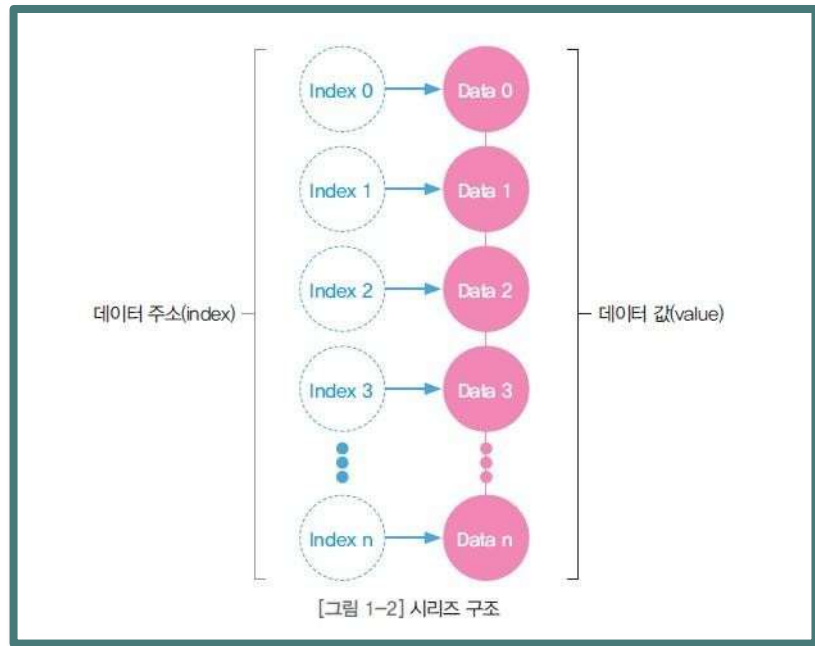 Index 0 Data 0
Index 1 Data 1
Index 2 Data 2
데이터 주소(index) 데이터 값(value)
Index 3 Data 3
Index n Data n
[그림 1-2] 시리즈 구조